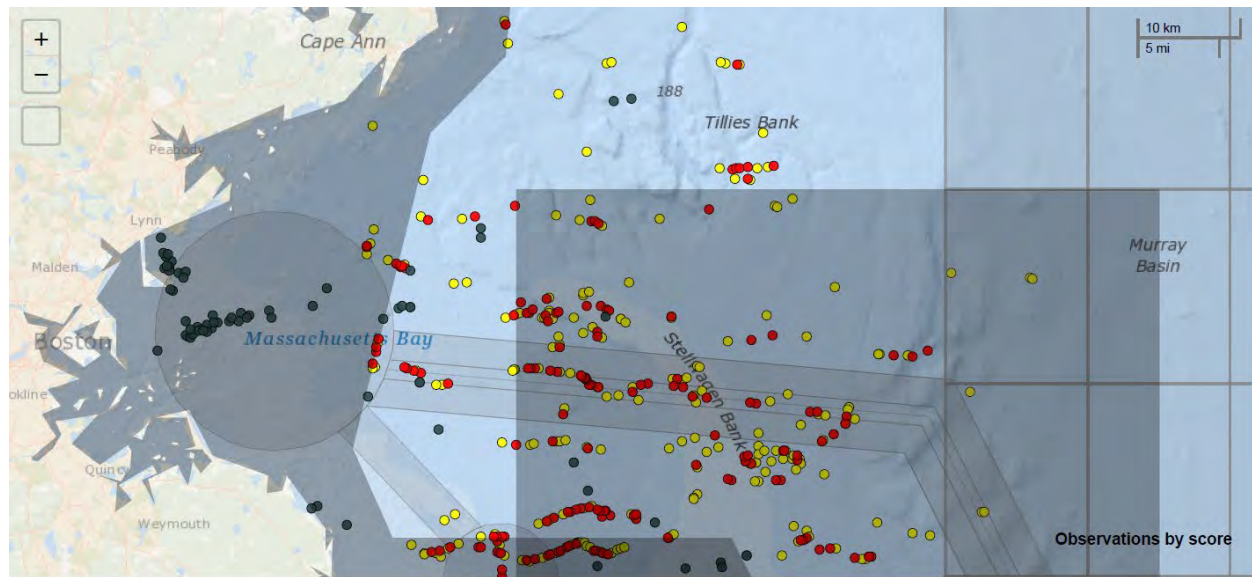 +
−
Cape Ann
10 km
5 mi
188
Tillies Bank
Peabody
Lynn
Murray
Basin
Malden
Massachusetts Bay
Boston
Stellwagen Bank
okline
Quincy
Weymouth
Observations by score